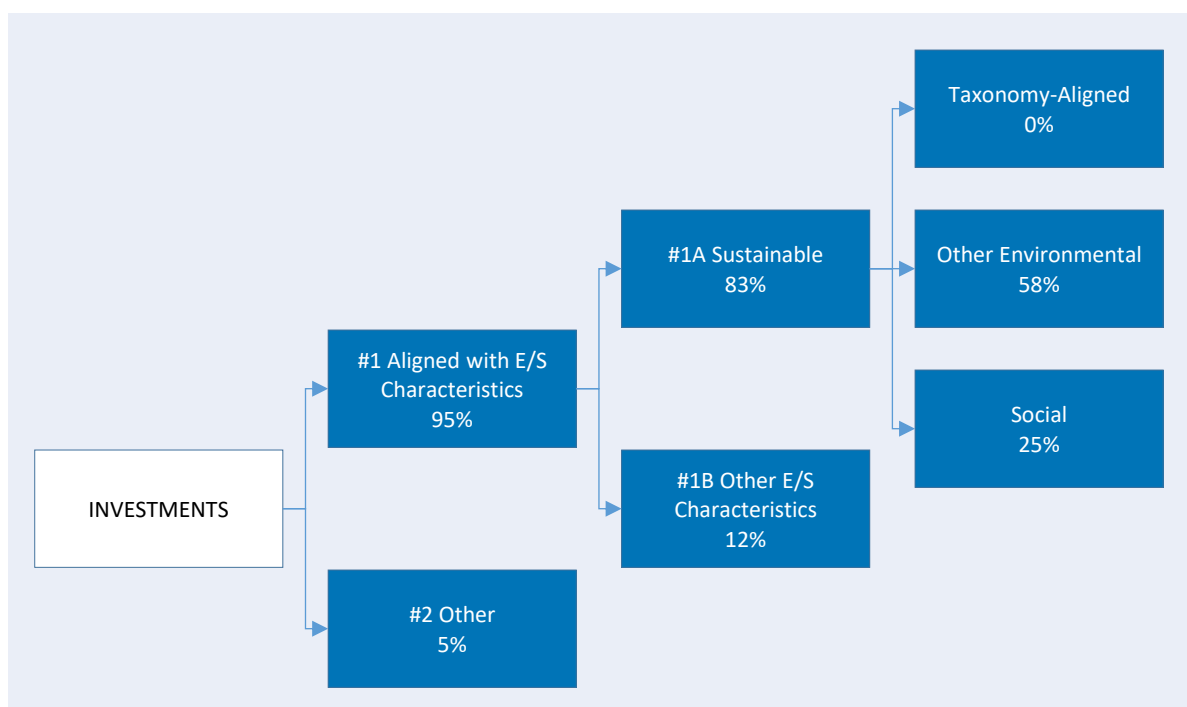 Taxonomy-Aligned
0%
#1A Sustainable
83%
Other Environmental
58%
#1 Aligned with E/S
Characteristics
95%
Social
25%
INVESTMENTS
#1B Other E/S
Characteristics
12%
#2 Other
5%